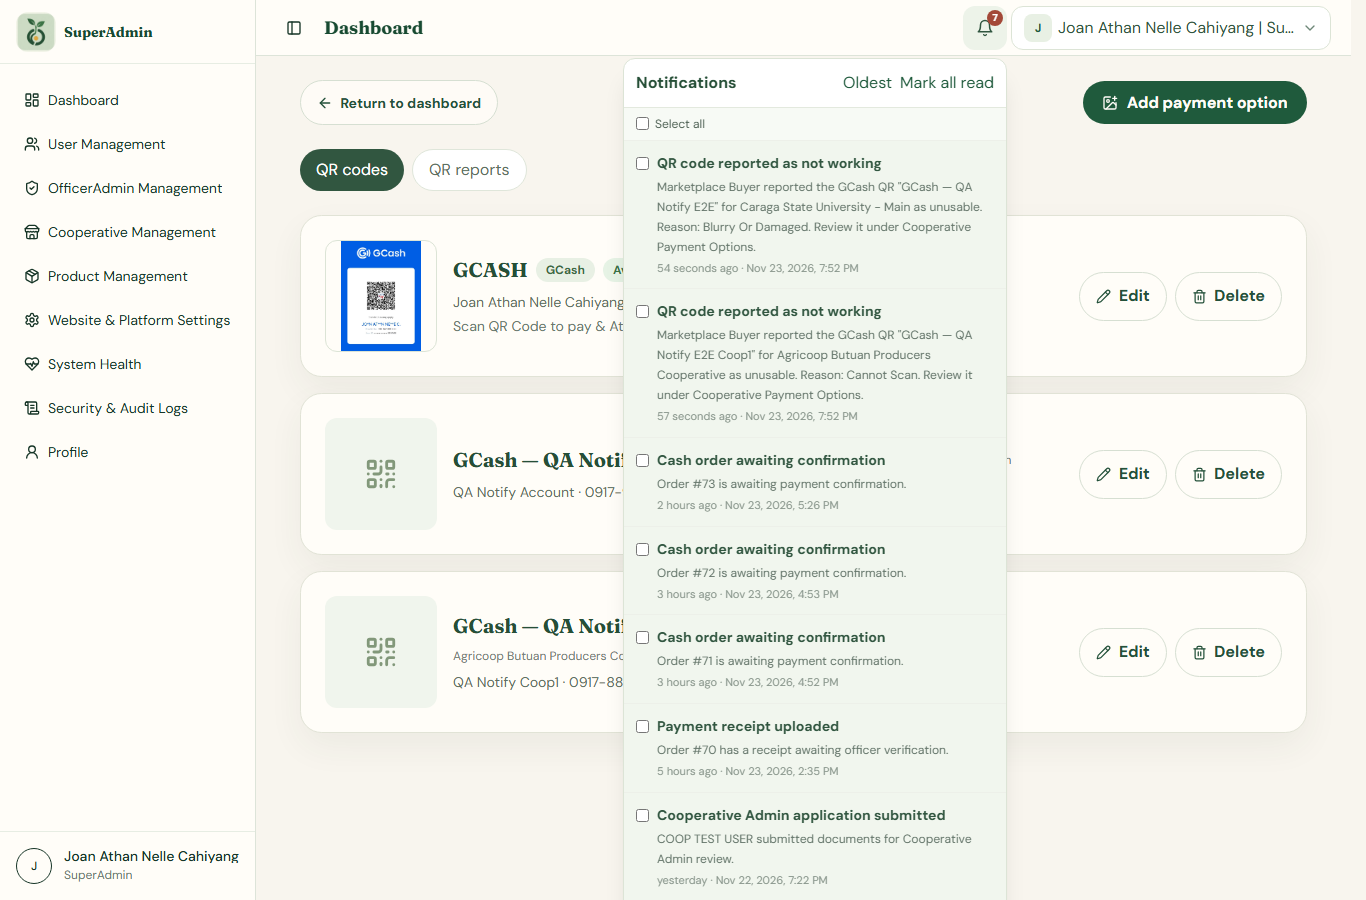 SuperAdmin
Dashboard
7
J
Joan Athan Nelle Cahiyang | Su...
Dashboard
User Management
OfficerAdmin Management
Cooperative Management
Product Management
Website & Platform Settings
System Health
Security & Audit Logs
Profile
J
Joan Athan Nelle Cahiyang
SuperAdmin
Return to dashboard
Add payment option
QR codes
QR reports
GCash
GCASH
GCash
Joan Athan Nelle Cahiyang
Scan QR Code to pay &
Edit
Delete
GCash — QA
QA Notify Account · 0917-
Edit
Delete
GCash — QA
Agricoop Butuan Producers
QA Notify Coop1 · 0917-88
Edit
Delete
Notifications
Oldest
Mark all read
Select all
QR code reported as not working
Marketplace Buyer reported the GCash QR "GCash — QA
Notify E2E" for Caraga State University - Main as unusable.
Reason: Blurry Or Damaged. Review it under Cooperative
Payment Options.
54 seconds ago · Nov 23, 2026, 7:52 PM
QR code reported as not working
Marketplace Buyer reported the GCash QR "GCash — QA
Notify E2E Coop1" for Agricoop Butuan Producers
Cooperative as unusable. Reason: Cannot Scan. Review it
under Cooperative Payment Options.
57 seconds ago · Nov 23, 2026, 7:52 PM
Cash order awaiting confirmation
Order #73 is awaiting payment confirmation.
2 hours ago · Nov 23, 2026, 5:26 PM
Cash order awaiting confirmation
Order #72 is awaiting payment confirmation.
3 hours ago · Nov 23, 2026, 4:53 PM
Cash order awaiting confirmation
Order #71 is awaiting payment confirmation.
3 hours ago · Nov 23, 2026, 4:52 PM
Payment receipt uploaded
Order #70 has a receipt awaiting officer verification.
5 hours ago · Nov 23, 2026, 2:35 PM
Cooperative Admin application submitted
COOP TEST USER submitted documents for Cooperative
Admin review.
yesterday · Nov 22, 2026, 7:22 PM